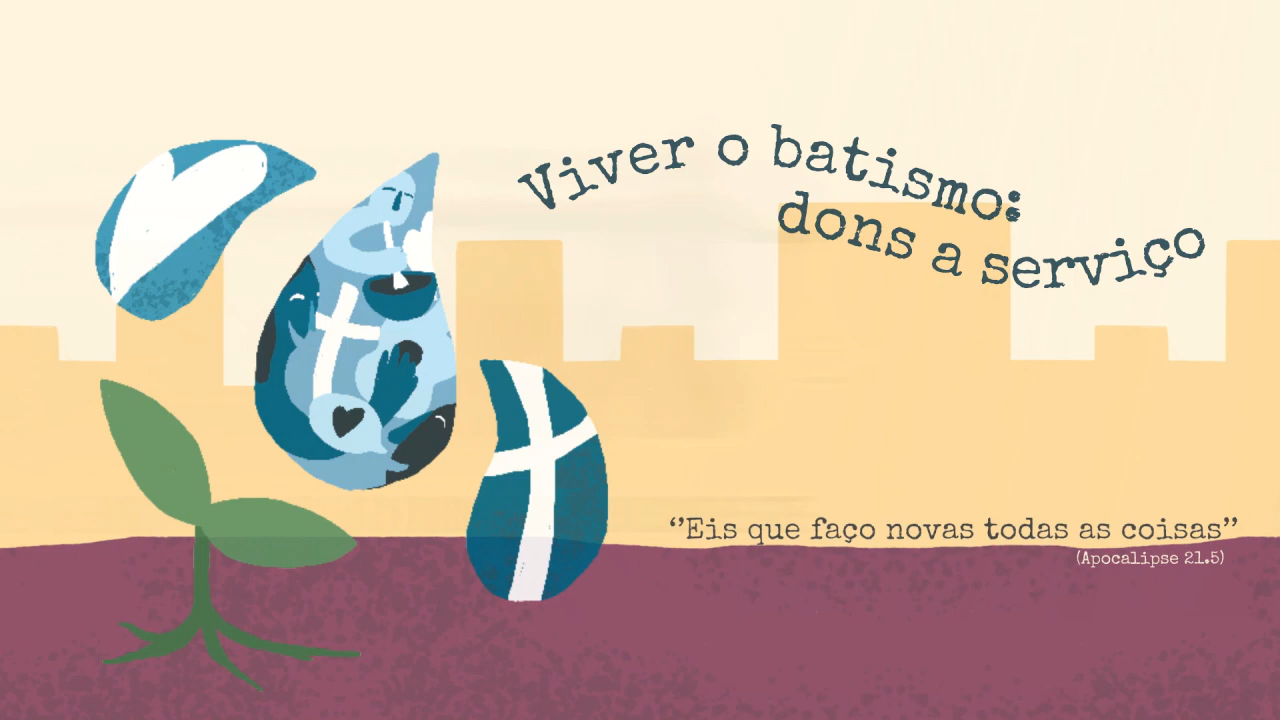 Viver o batismo:
dons a serviço
“Eis que faço novas todas as coisas”
(Apocalipse 21.5)